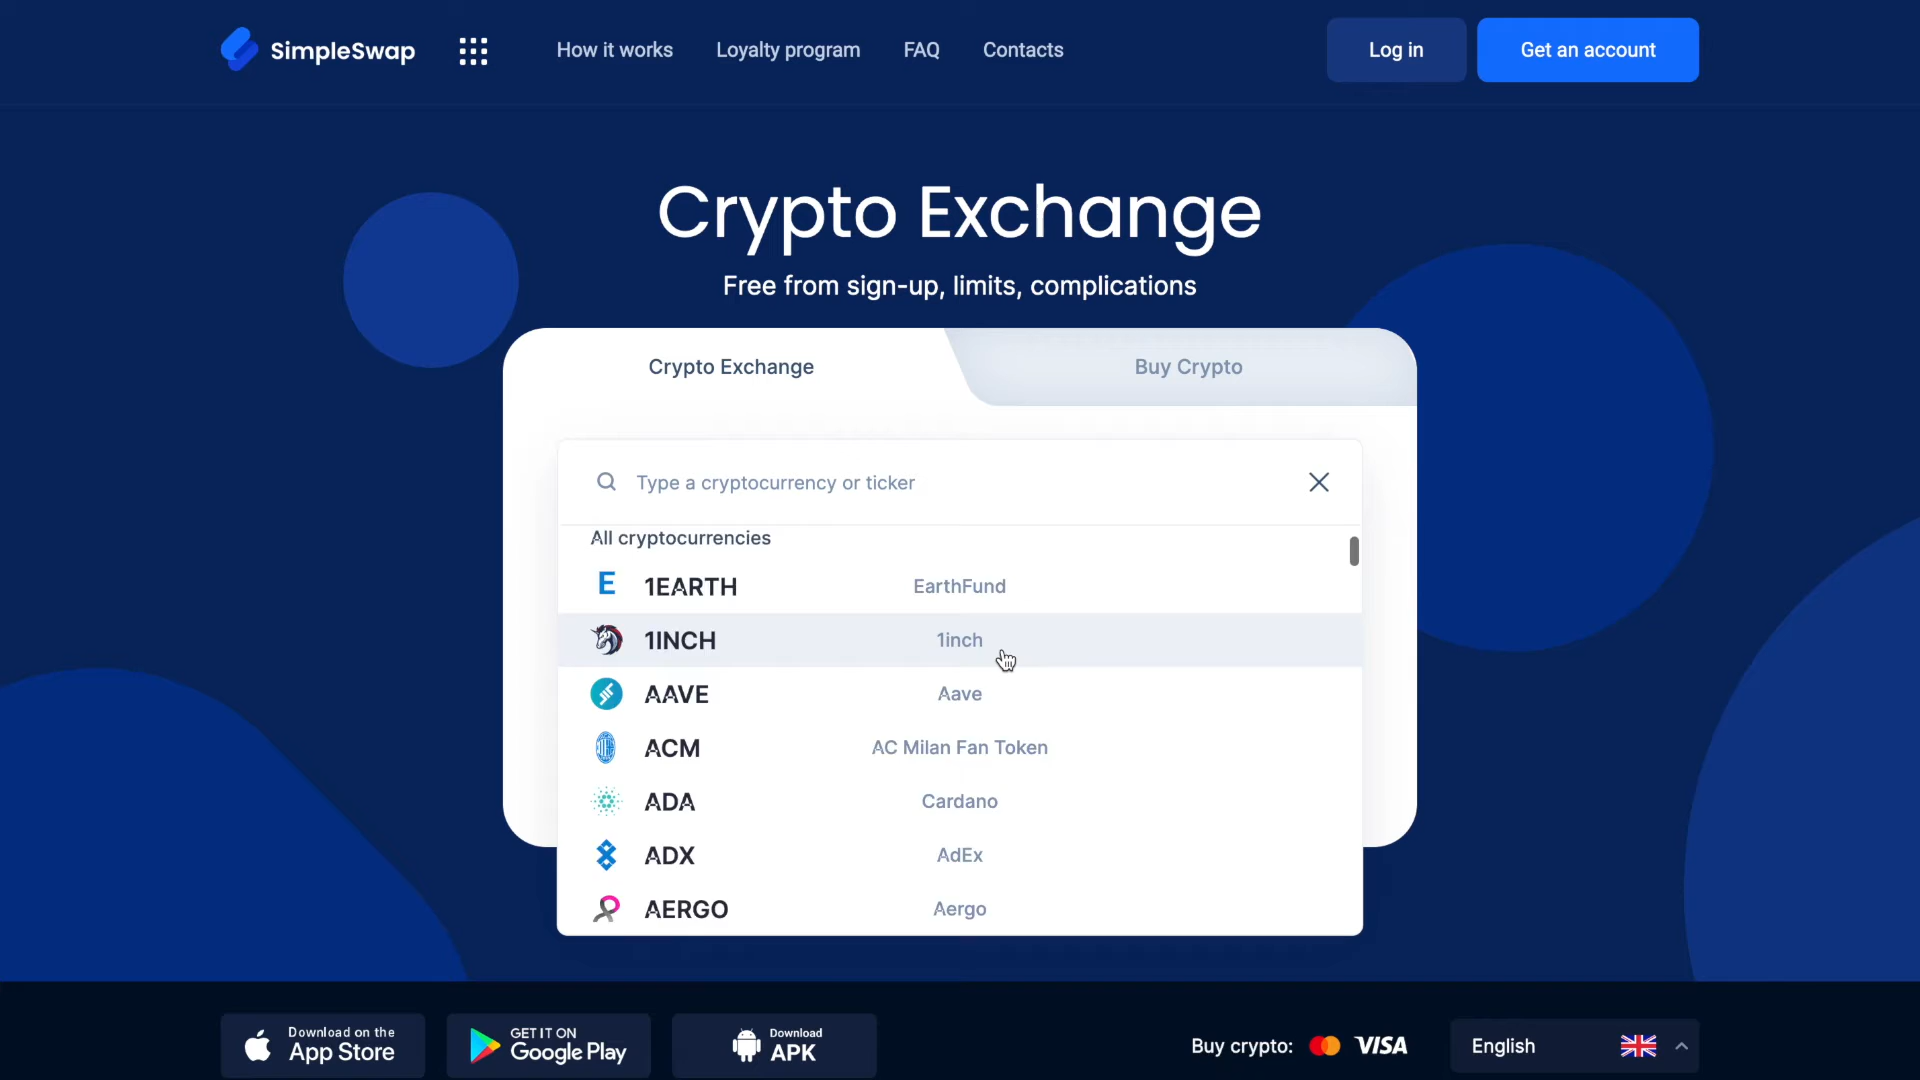 SimpleSwap
How it works
Loyalty program
FAQ
Contacts
Log in
Get an account
Crypto Exchange
Free from sign-up, limits, complications
Crypto Exchange
Buy Crypto
Type a cryptocurrency or ticker
All cryptocurrencies
E 1EARTH EarthFund
1INCH 1inch
AAVE Aave
ACM AC Milan Fan Token
ADA Cardano
ADX AdEx
AERGO Aergo
Download on the
App Store
GET IT ON
Google Play
Download
APK
Buy crypto: VISA
English